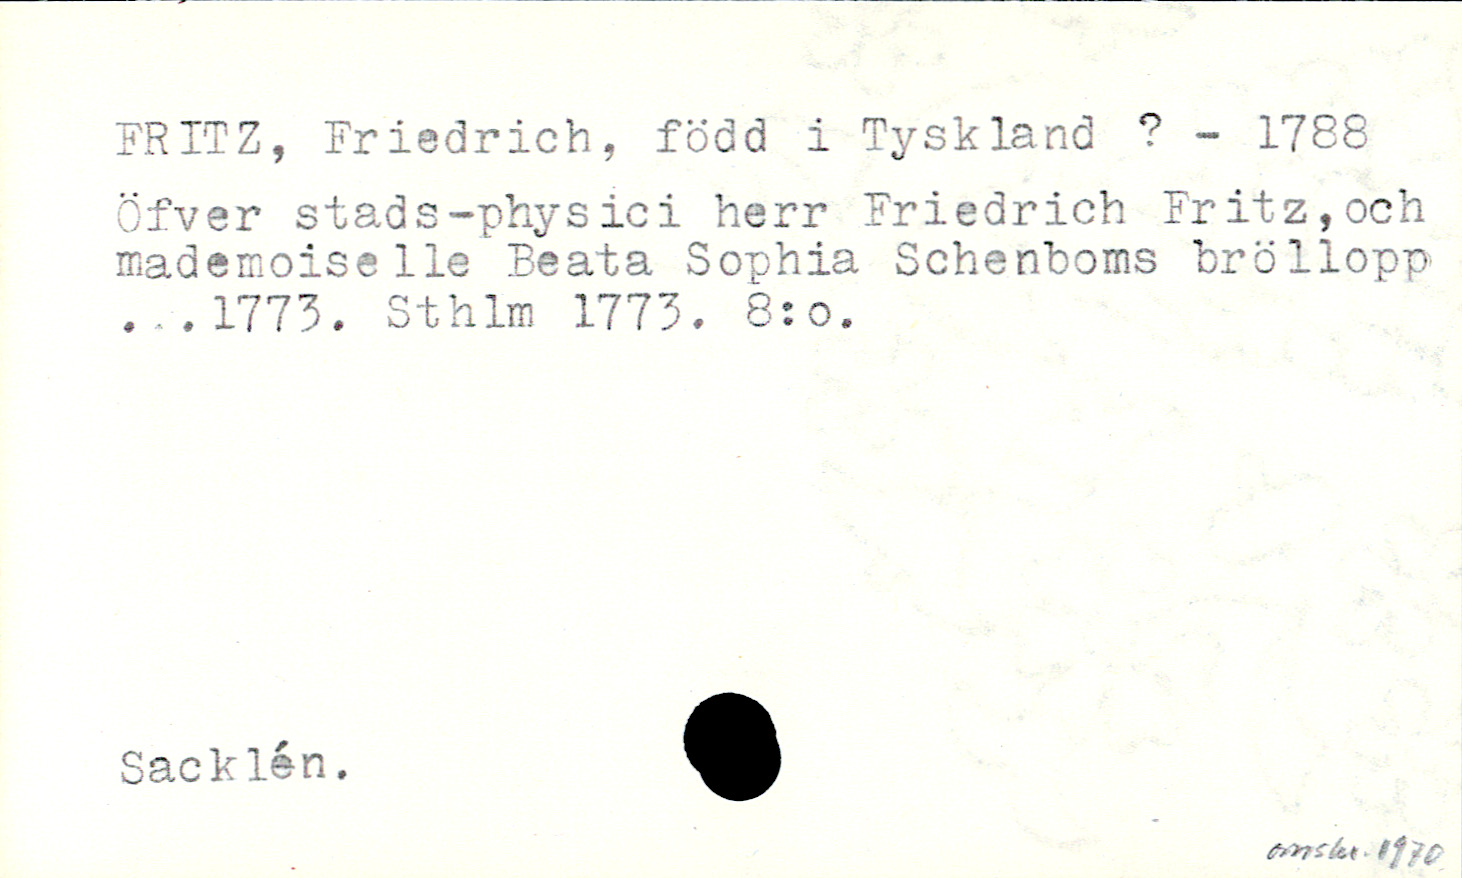 FRITZ, Friedrich, född i Tyskland ? - 1788
Öfver stads-physici herr Friedrich Fritz,och
mademoiselle Beata Sophia Schenboms bröllopp
...1773. Sthlm 1773. 8:o.
Sacklén.
omskr. 1970